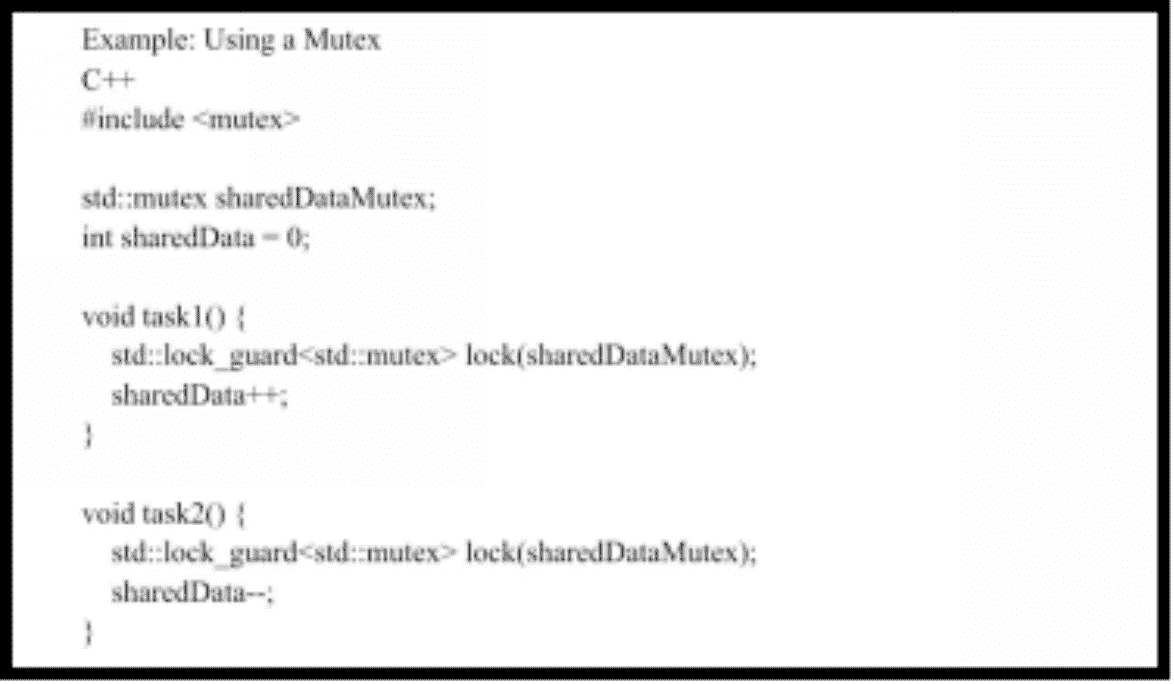 Example: Using a Mutex
C++
#include <mutex>
std::mutex sharedDataMutex;
int sharedData = 0;
void task1() {
std::lock_guard<std::mutex> lock(sharedDataMutex);
sharedData++;
}
void task2() {
std::lock_guard<std::mutex> lock(sharedDataMutex);
sharedData--;
}